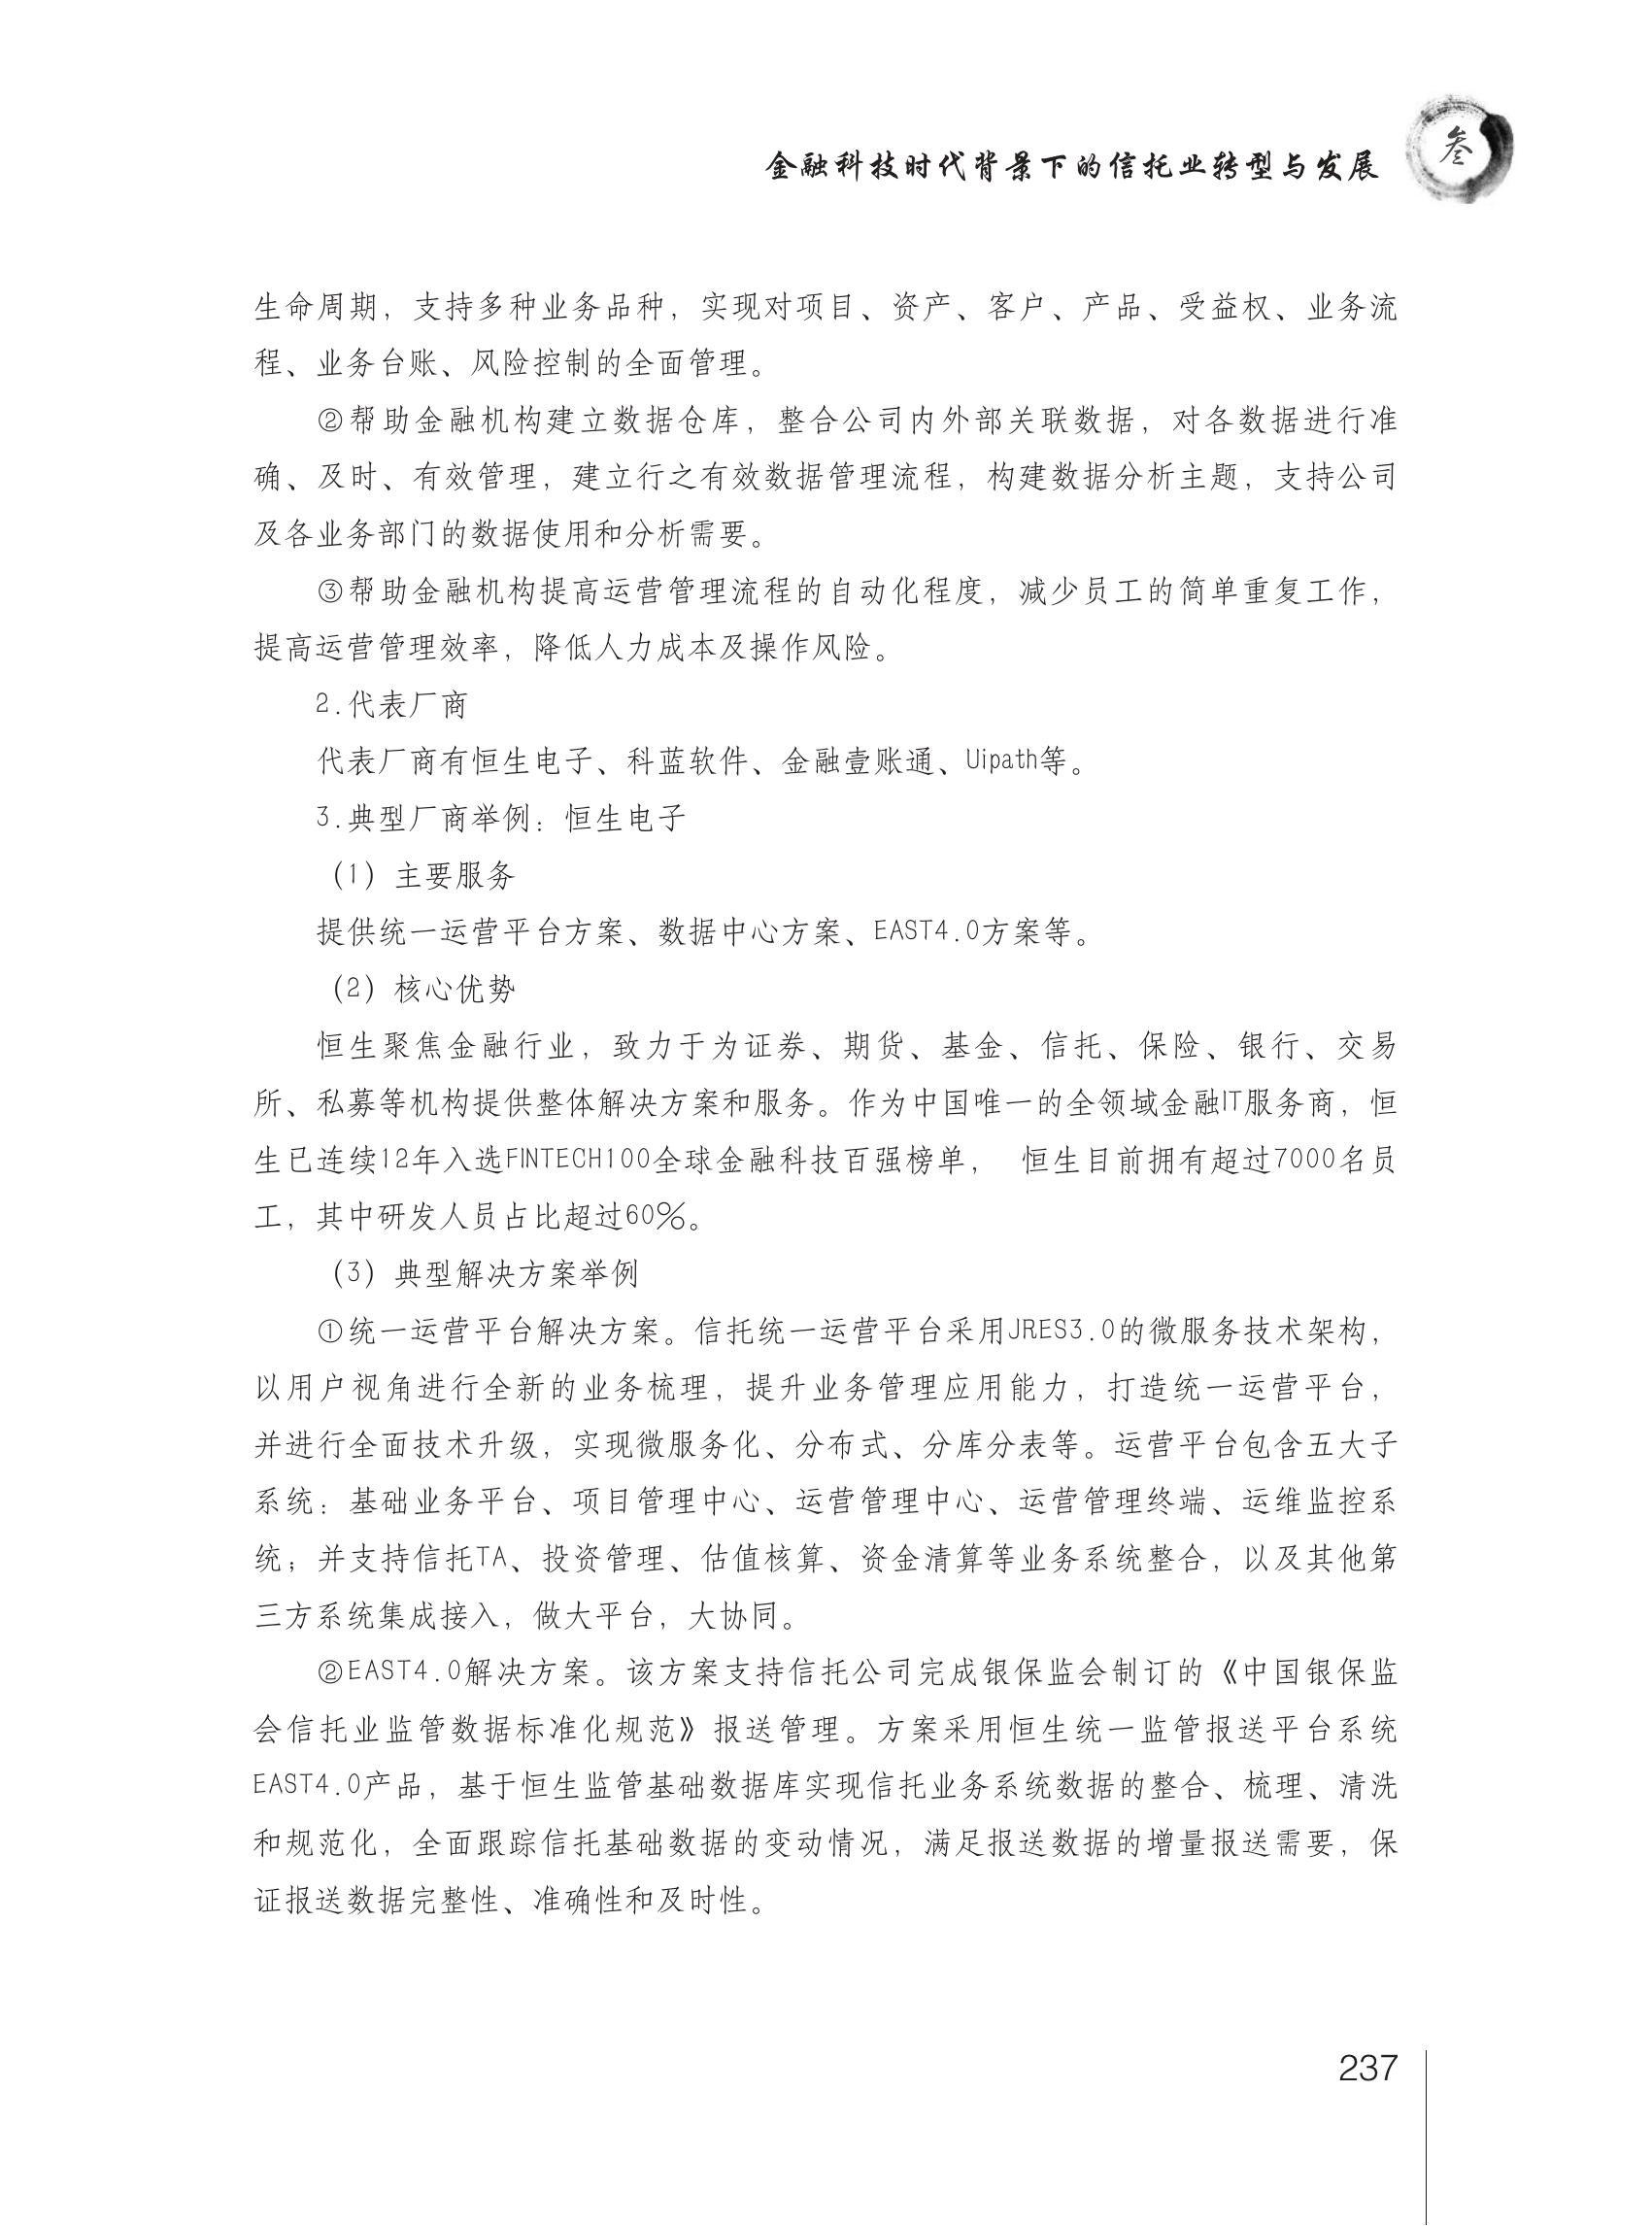 金融科技时代背景下的信托业转型与发展
叁
生命周期，支持多种业务品种，实现对项目、资产、客户、产品、受益权、业务流
程、业务台账、风险控制的全面管理。
②帮助金融机构建立数据仓库，整合公司内外部关联数据，对各数据进行准
确、及时、有效管理，建立行之有效数据管理流程，构建数据分析主题，支持公司
及各业务部门的数据使用和分析需要。
③帮助金融机构提高运营管理流程的自动化程度，减少员工的简单重复工作，
提高运营管理效率，降低人力成本及操作风险。
2.代表厂商
代表厂商有恒生电子、科蓝软件、金融壹账通、Uipath等。
3.典型厂商举例：恒生电子
（1）主要服务
提供统一运营平台方案、数据中心方案、EAST4.0方案等。
（2）核心优势
恒生聚焦金融行业，致力于为证券、期货、基金、信托、保险、银行、交易
所、私募等机构提供整体解决方案和服务。作为中国唯一的全领域金融IT服务商，恒
生已连续12年入选FINTECH100全球金融科技百强榜单， 恒生目前拥有超过7000名员
工，其中研发人员占比超过60%。
（3）典型解决方案举例
①统一运营平台解决方案。信托统一运营平台采用JRES3.0的微服务技术架构，
以用户视角进行全新的业务梳理，提升业务管理应用能力，打造统一运营平台，
并进行全面技术升级，实现微服务化、分布式、分库分表等。运营平台包含五大子
系统：基础业务平台、项目管理中心、运营管理中心、运营管理终端、运维监控系
统；并支持信托TA、投资管理、估值核算、资金清算等业务系统整合，以及其他第
三方系统集成接入，做大平台，大协同。
②EAST4.0解决方案。该方案支持信托公司完成银保监会制订的《中国银保监
会信托业监管数据标准化规范》报送管理。方案采用恒生统一监管报送平台系统
EAST4.0产品，基于恒生监管基础数据库实现信托业务系统数据的整合、梳理、清洗
和规范化，全面跟踪信托基础数据的变动情况，满足报送数据的增量报送需要，保
证报送数据完整性、准确性和及时性。
237